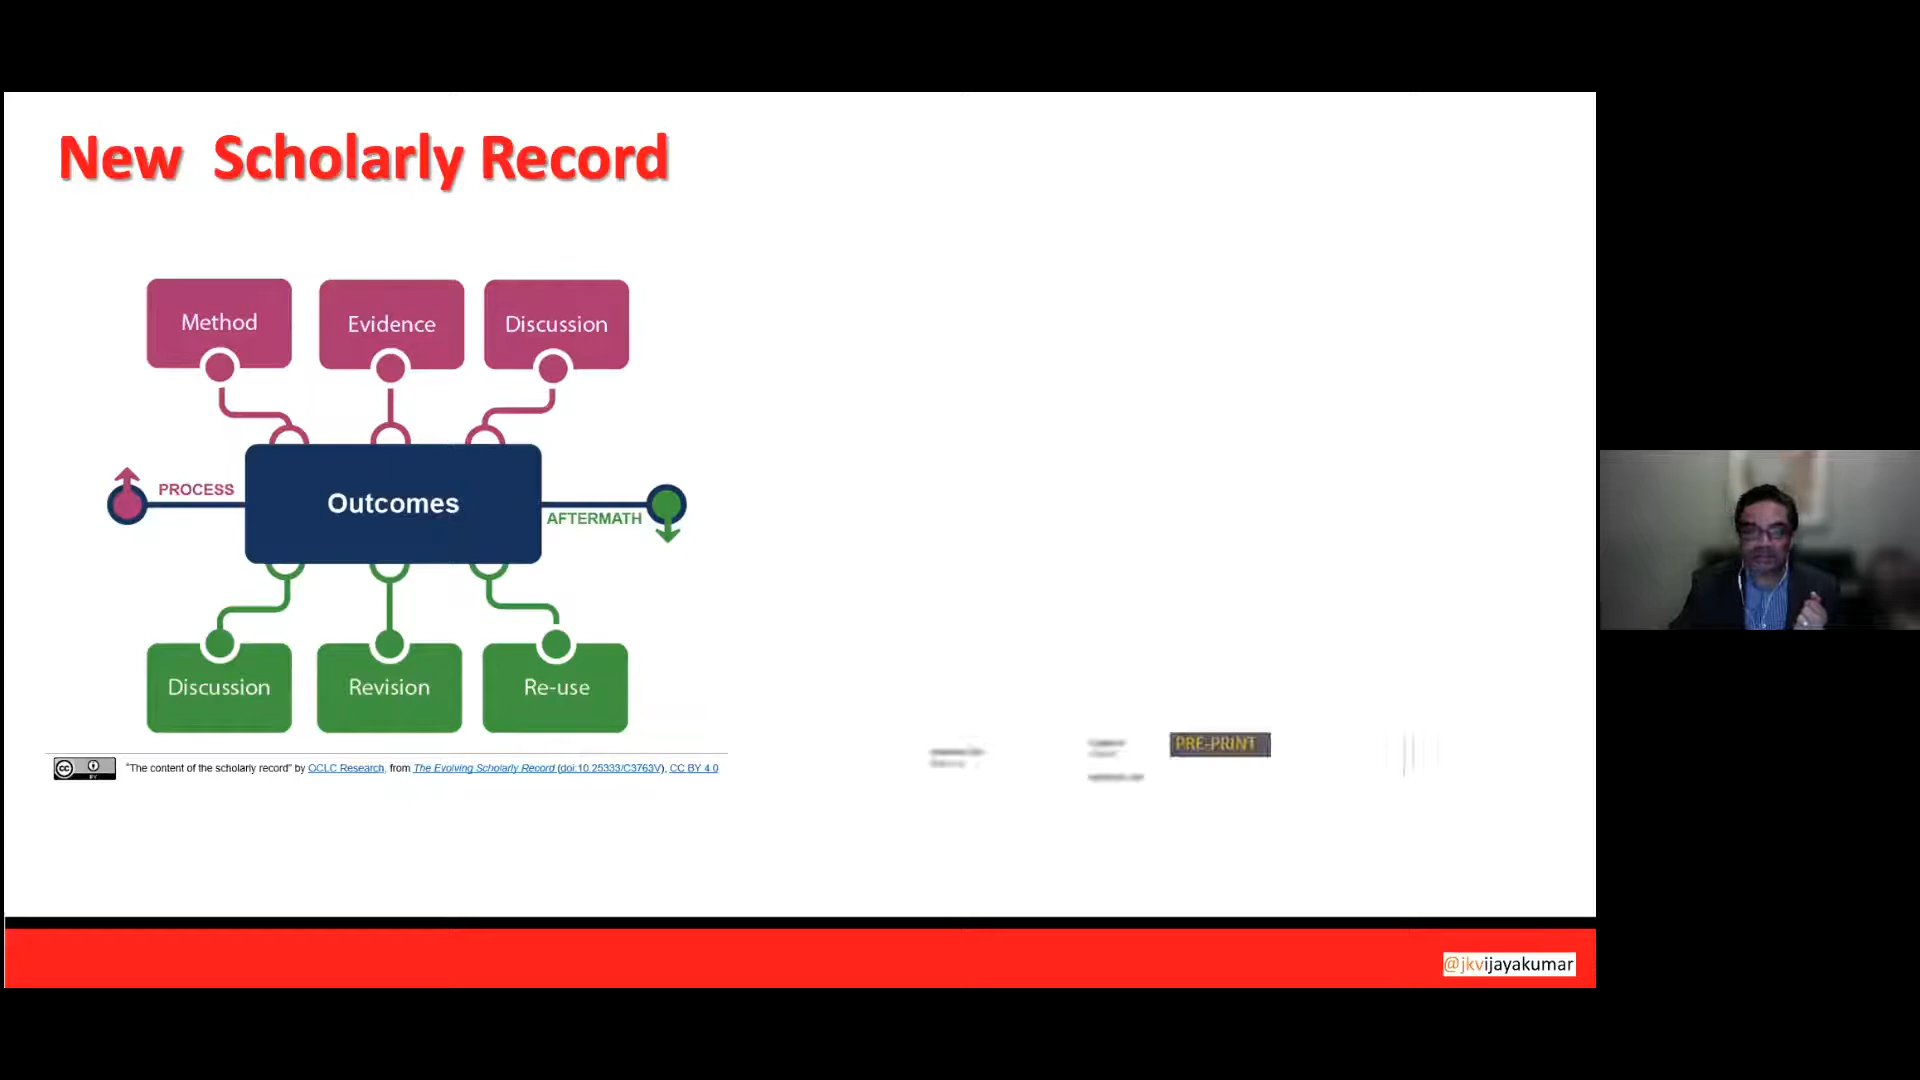 New Scholarly Record
Method
Evidence
Discussion
PROCESS
Outcomes
AFTERMATH
Discussion
Revision
Re-use
PRE-PRINT
cc
BY
"The content of the scholarly record" by OCLC Research, from The Evolving Scholarly Record (doi:10.25333/C3763V), CC BY 4.0
@jkvijayakumar